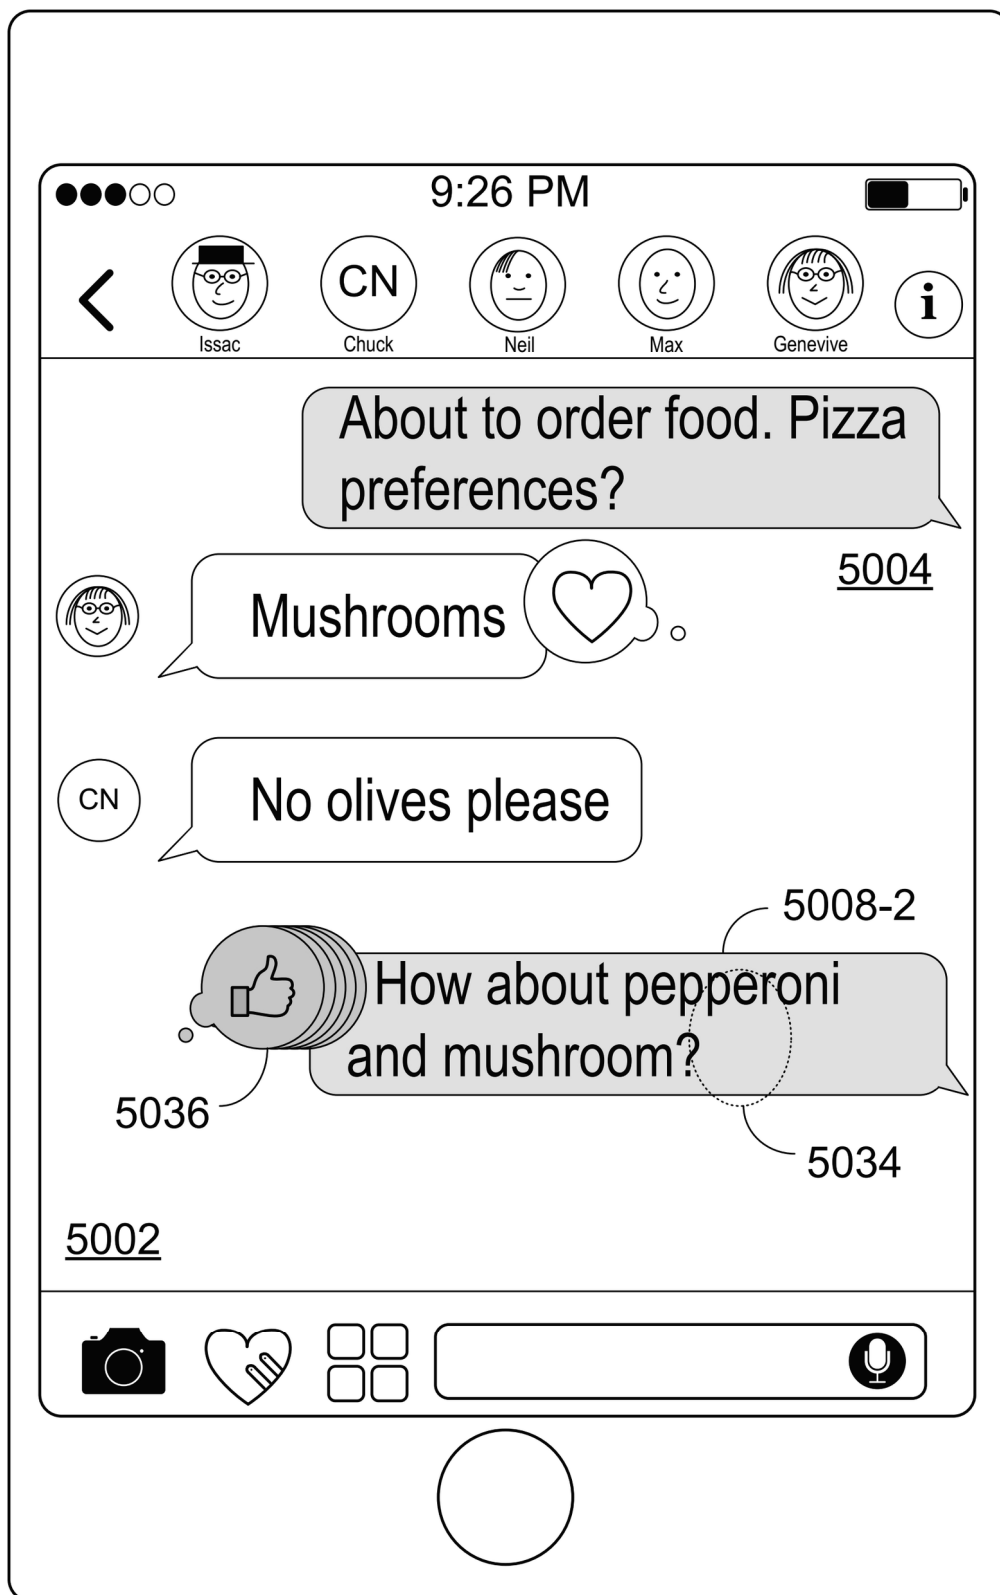 9:26 PM
CN
i
Issac
Chuck
Neil
Max
Genevive
About to order food. Pizza
preferences?
5004
Mushrooms
CN
No olives please
5008-2
How about pepperoni
and mushroom?
5036
5034
5002